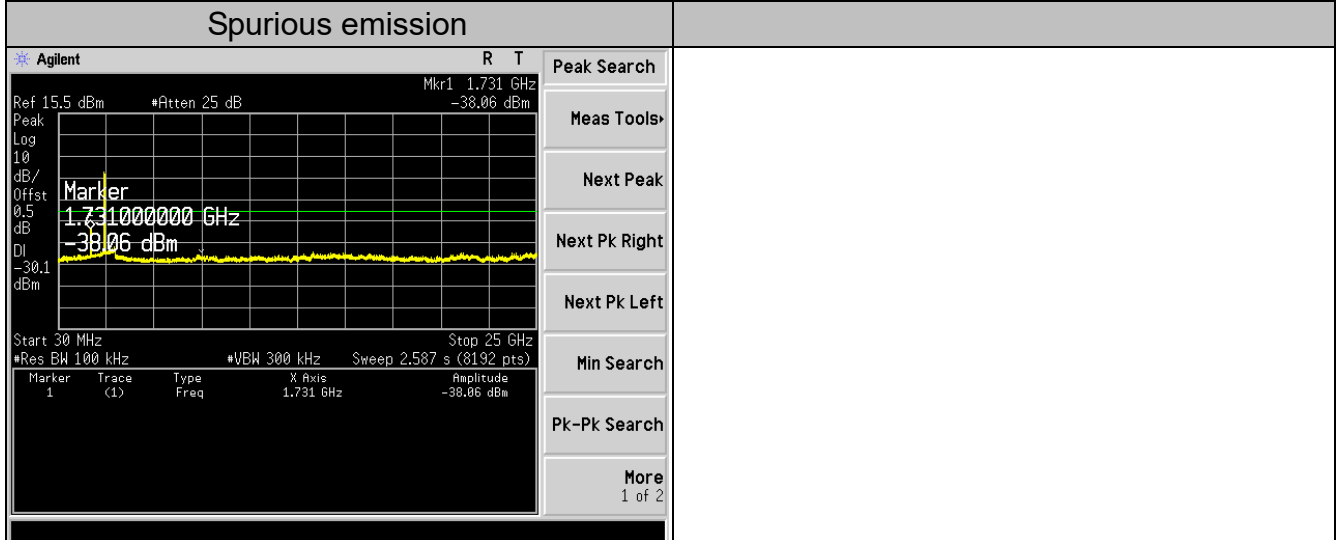 Spurious emission
Agilent R T
Peak Search
Mkr1 1.731 GHz
Ref 15.5 dBm #Atten 25 dB -38.06 dBm
Peak
Log
10
dB/
Offst
0.5
dB
DI
-30.1
dBm
Marker
1.731000000 GHz
-38.06 dBm
Start 30 MHz Stop 25 GHz
#Res BW 100 kHz #VBW 300 kHz Sweep 2.587 s (8192 pts)
Marker Trace Type X Axis Amplitude
1 (1) Freq 1.731 GHz -38.06 dBm
Meas Tools
Next Peak
Next Pk Right
Next Pk Left
Min Search
Pk-Pk Search
More
1 of 2